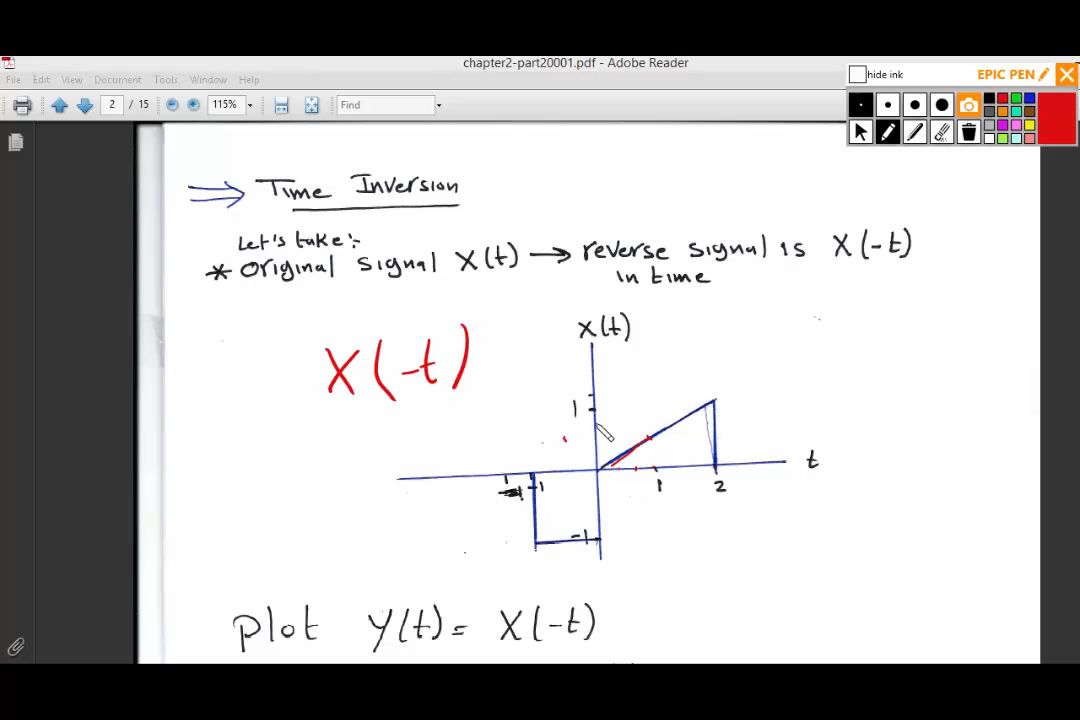 chapter2-part20001.pdf - Adobe Reader
File Edit View Document Tools Window Help
2 / 15 115% Find
hide ink EPIC PEN
Time Inversion
Let's take:-
* Original signal X(t) → reverse signal is X(-t)
in time
X(t)
X(-t)
1
t
-1 1 2
-1
plot Y(t) = X(-t)